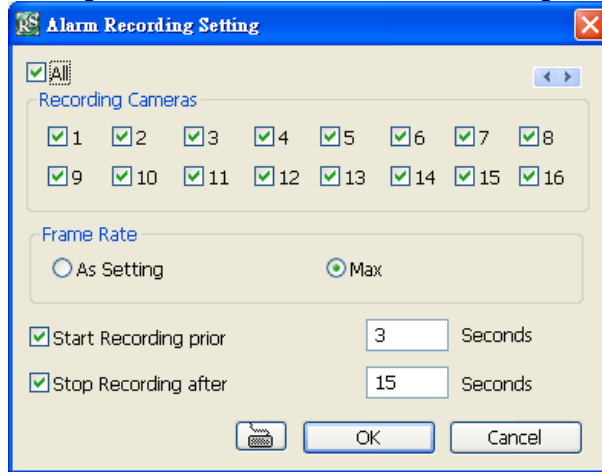 RS Alarm Recording Setting
All
Recording Cameras
1 2 3 4 5 6 7 8
9 10 11 12 13 14 15 16
Frame Rate
As Setting Max
Start Recording prior 3 Seconds
Stop Recording after 15 Seconds
OK Cancel